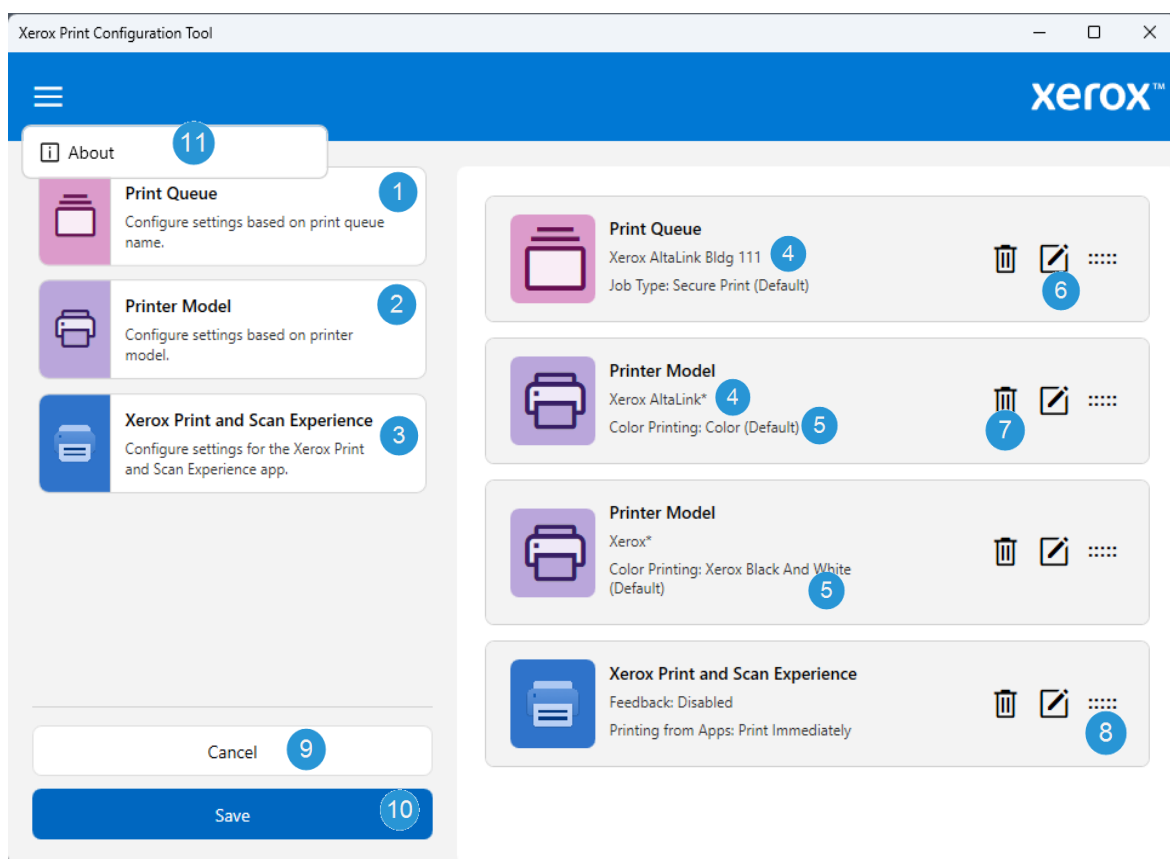 Xerox Print Configuration Tool
xerox™
About
11
Print Queue
1
Configure settings based on print queue
name.
Printer Model
2
Configure settings based on printer
model.
Xerox Print and Scan Experience
3
Configure settings for the Xerox Print
and Scan Experience app.
Cancel
9
Save
10
Print Queue
Xerox AltaLink Bldg 111
4
Job Type: Secure Print (Default)
6
Printer Model
Xerox AltaLink*
4
Color Printing: Color (Default)
5
7
Printer Model
Xerox*
Color Printing: Xerox Black And White
(Default)
5
Xerox Print and Scan Experience
Feedback: Disabled
Printing from Apps: Print Immediately
8